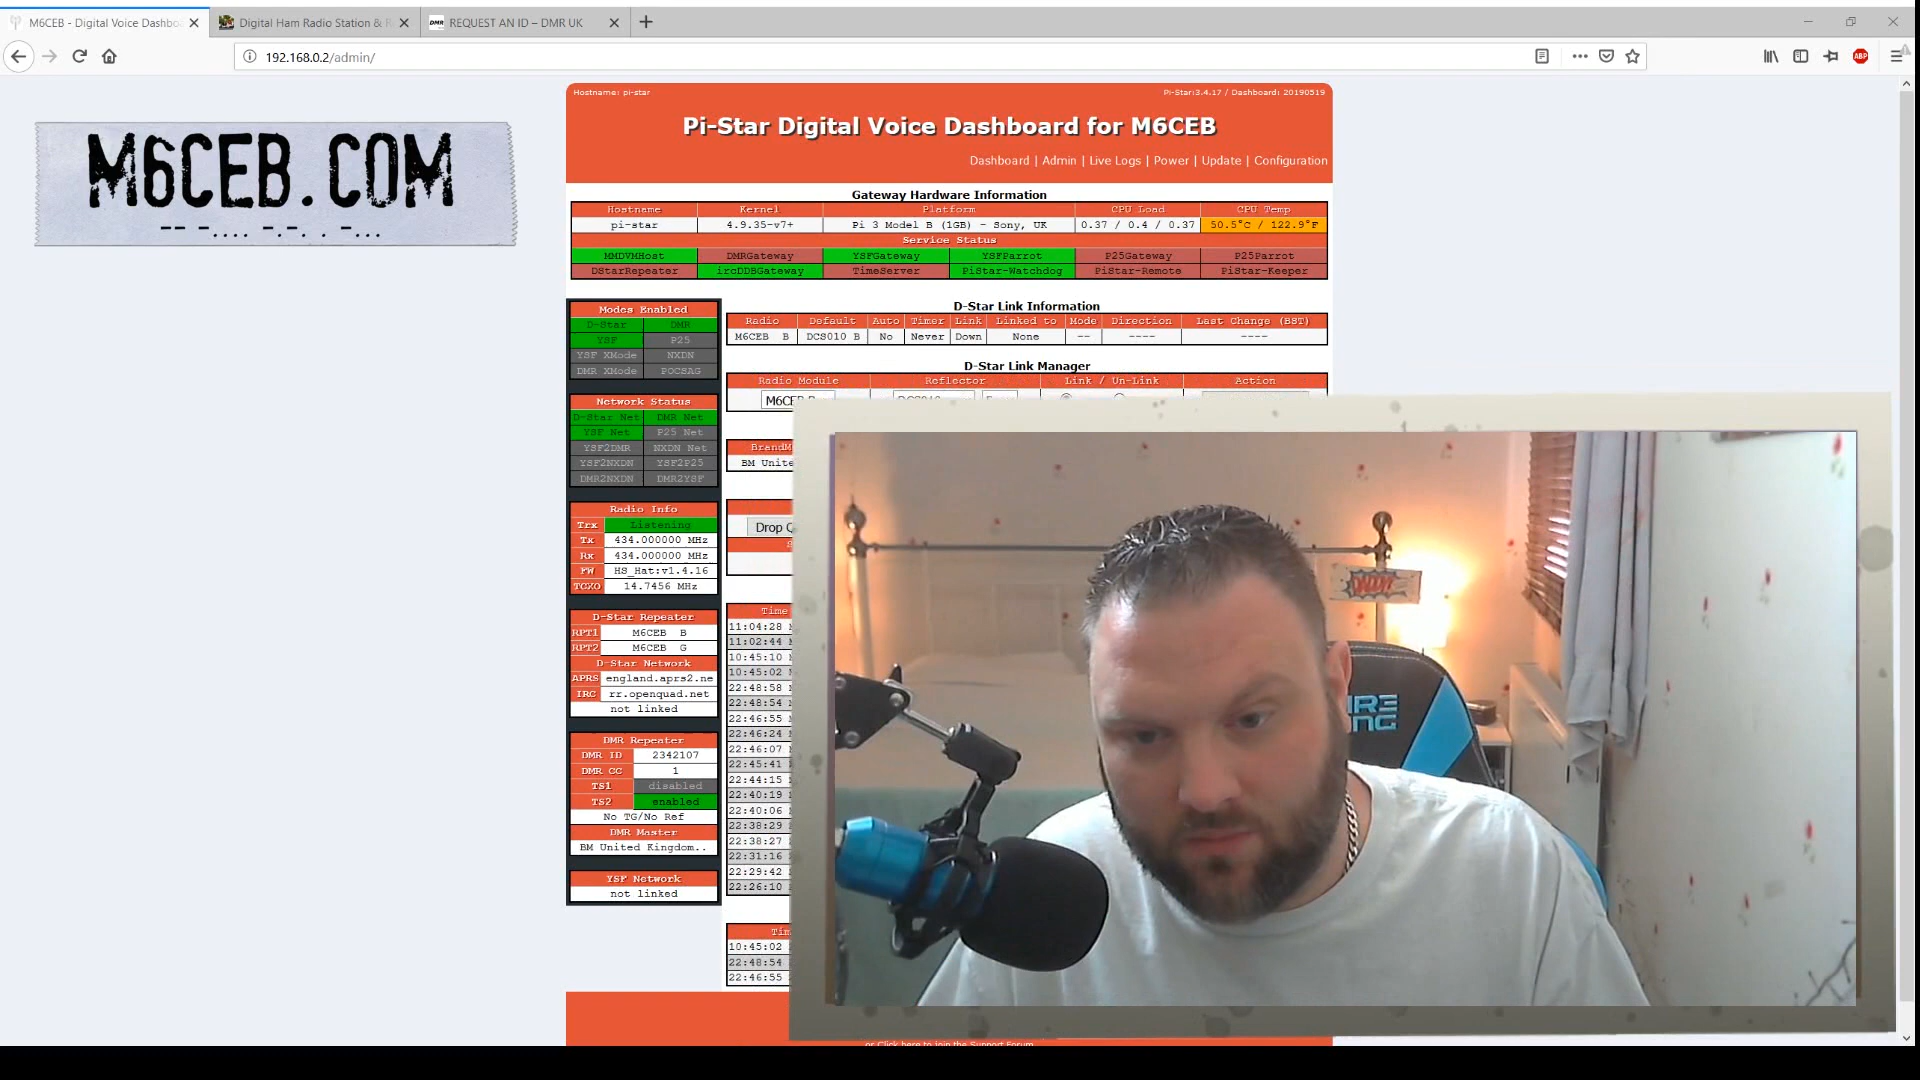 M6CEB - Digital Voice Dashbo
Digital Ham Radio Station & R
DMR REQUEST AN ID – DMR UK
192.168.0.2/admin/
ABP
M6CEB.COM
-- -.... -.-. . -...
Hostname: pi-star
Pi-Star:3.4.17 / Dashboard: 20190519
Pi-Star Digital Voice Dashboard for M6CEB
Dashboard | Admin | Live Logs | Power | Update | Configuration
Gateway Hardware Information
Hostname Kernel Platform CPU Load CPU Temp
pi-star 4.9.35-v7+ Pi 3 Model B (1GB) - Sony, UK 0.37 / 0.4 / 0.37 50.5°C / 122.9°F
Service Status
MMDVMHost DMRGateway YSFGateway YSFParrot P25Gateway P25Parrot
DStarRepeater ircDDBGateway TimeServer PiStar-Watchdog PiStar-Remote PiStar-Keeper
Modes Enabled
D-Star DMR
YSF P25
YSF XMode NXDN
DMR XMode POCSAG
Network Status
D-Star Net DMR Net
YSF Net P25 Net
YSF2DMR NXDN Net
YSF2NXDN YSF2P25
DMR2NXDN DMR2YSF
Radio Info
Trx Listening
Tx 434.000000 MHz
Rx 434.000000 MHz
FW HS_Hat:v1.4.16
TCXO 14.7456 MHz
D-Star Repeater
RPT1 M6CEB B
RPT2 M6CEB G
D-Star Network
APRS england.aprs2.ne
IRC rr.openquad.net
not linked
DMR Repeater
DMR ID 2342107
DMR CC 1
TS1 disabled
TS2 enabled
No TG/No Ref
DMR Master
BM United Kingdom..
YSF Network
not linked
D-Star Link Information
Radio Default Auto Timer Link Linked to Mode Direction Last Change (BST)
M6CEB B DCS010 B No Never Down None -- ---- ----
D-Star Link Manager
Radio Module Reflector Link / Un-Link Action
M6CEB
BrandM
BM Unite
Drop Q
Time
11:04:28
11:02:44
10:45:10
10:45:02
22:48:58
22:48:54
22:46:55
22:46:24
22:46:07
22:45:41
22:44:15
22:40:19
22:40:06
22:38:29
22:38:27
22:31:16
22:29:42
22:26:10
Tim
10:45:02
22:48:54
22:46:55
or Click here to join the Support Forum